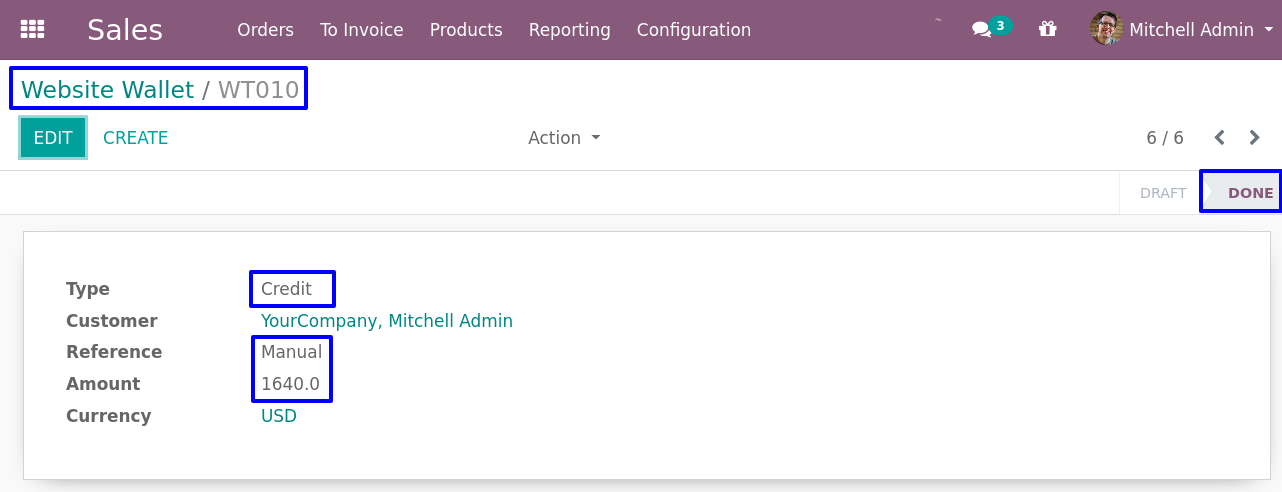 Sales Orders To Invoice Products Reporting Configuration 3 Mitchell Admin
Website Wallet / WT010
EDIT CREATE Action 6 / 6
DRAFT DONE
Type Credit
Customer YourCompany, Mitchell Admin
Reference Manual
Amount 1640.0
Currency USD